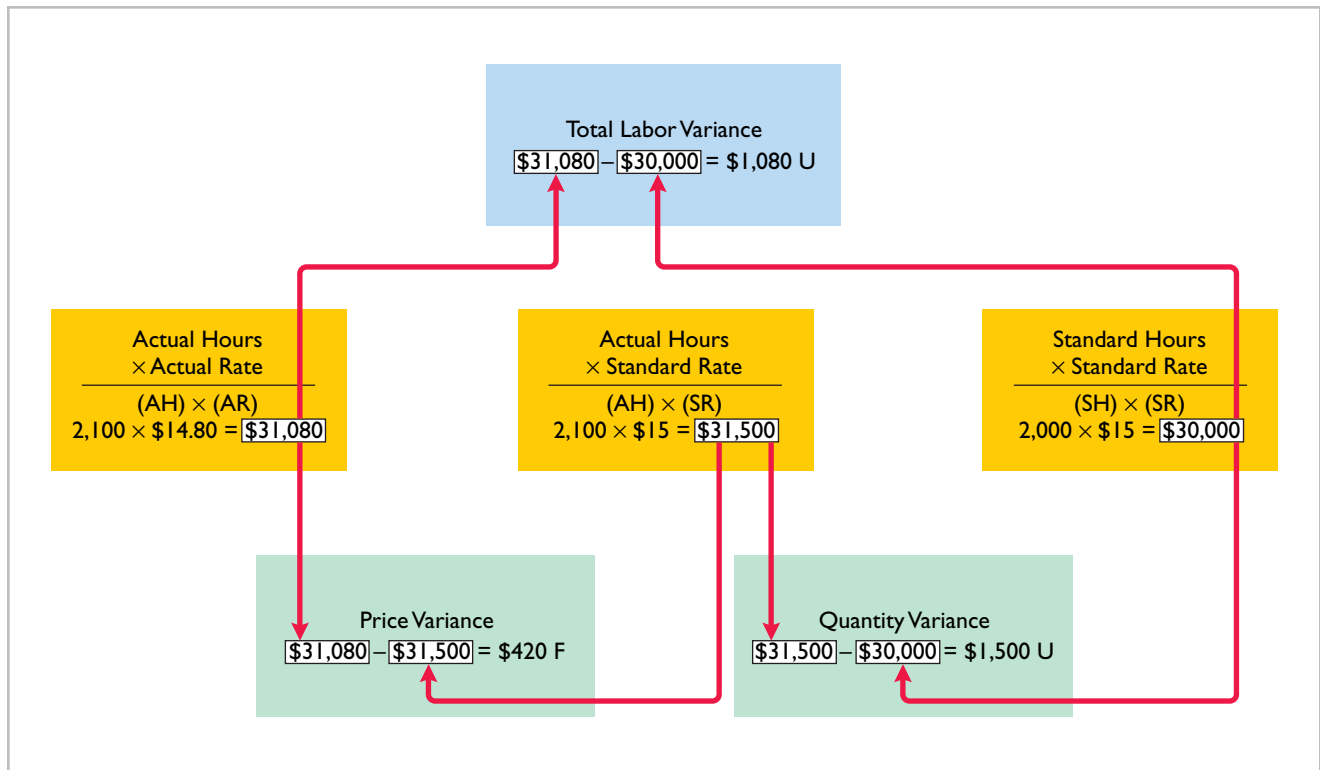 Total Labor Variance
$31,080 – $30,000 = $1,080 U
Actual Hours
× Actual Rate
(AH) × (AR)
2,100 × $14.80 = $31,080
Actual Hours
× Standard Rate
(AH) × (SR)
2,100 × $15 = $31,500
Standard Hours
× Standard Rate
(SH) × (SR)
2,000 × $15 = $30,000
Price Variance
$31,080 – $31,500 = $420 F
Quantity Variance
$31,500 – $30,000 = $1,500 U